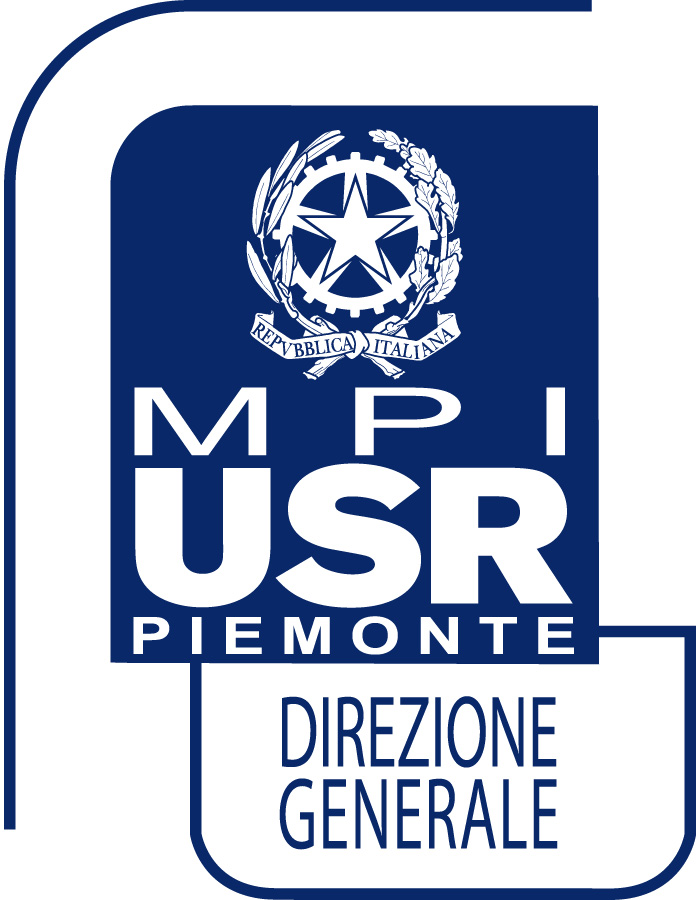 REPVBBLICA ITALIANA
MPI
USR
PIEMONTE
DIREZIONE
GENERALE